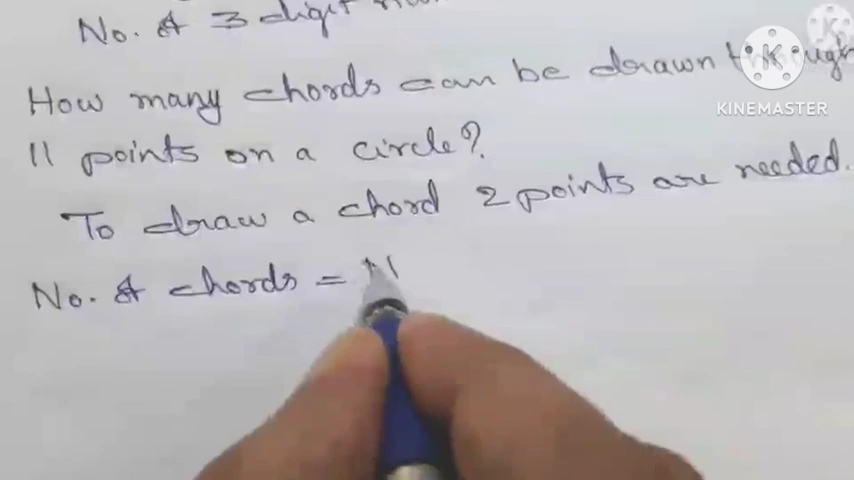 No. of 3 digit
How many chords can be drawn through
11 points on a circle?
To draw a chord 2 points are needed.
No. of chords = 11
KINEMASTER